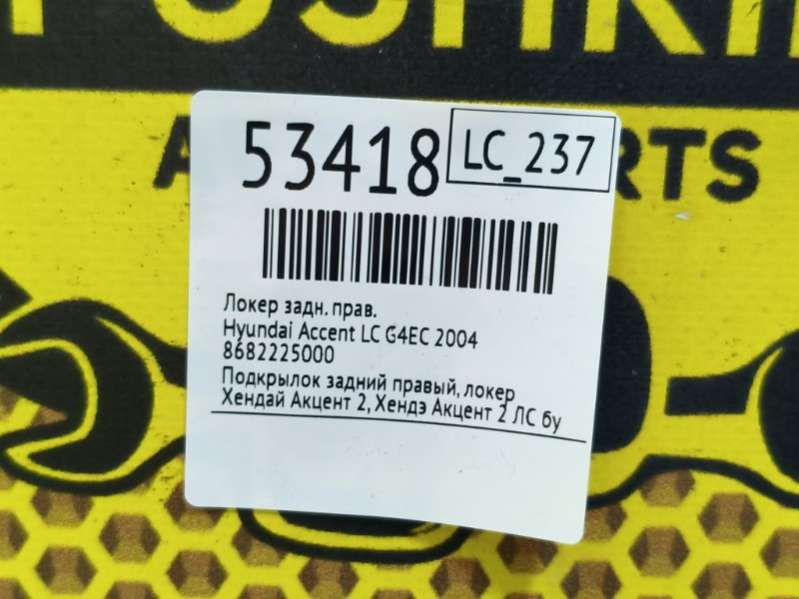 53418
LC_237
Локер задн. прав.
Hyundai Accent LC G4EC 2004
8682225000
Подкрылок задний правый, локер
Хендай Акцент 2, Хендэ Акцент 2 ЛС бу